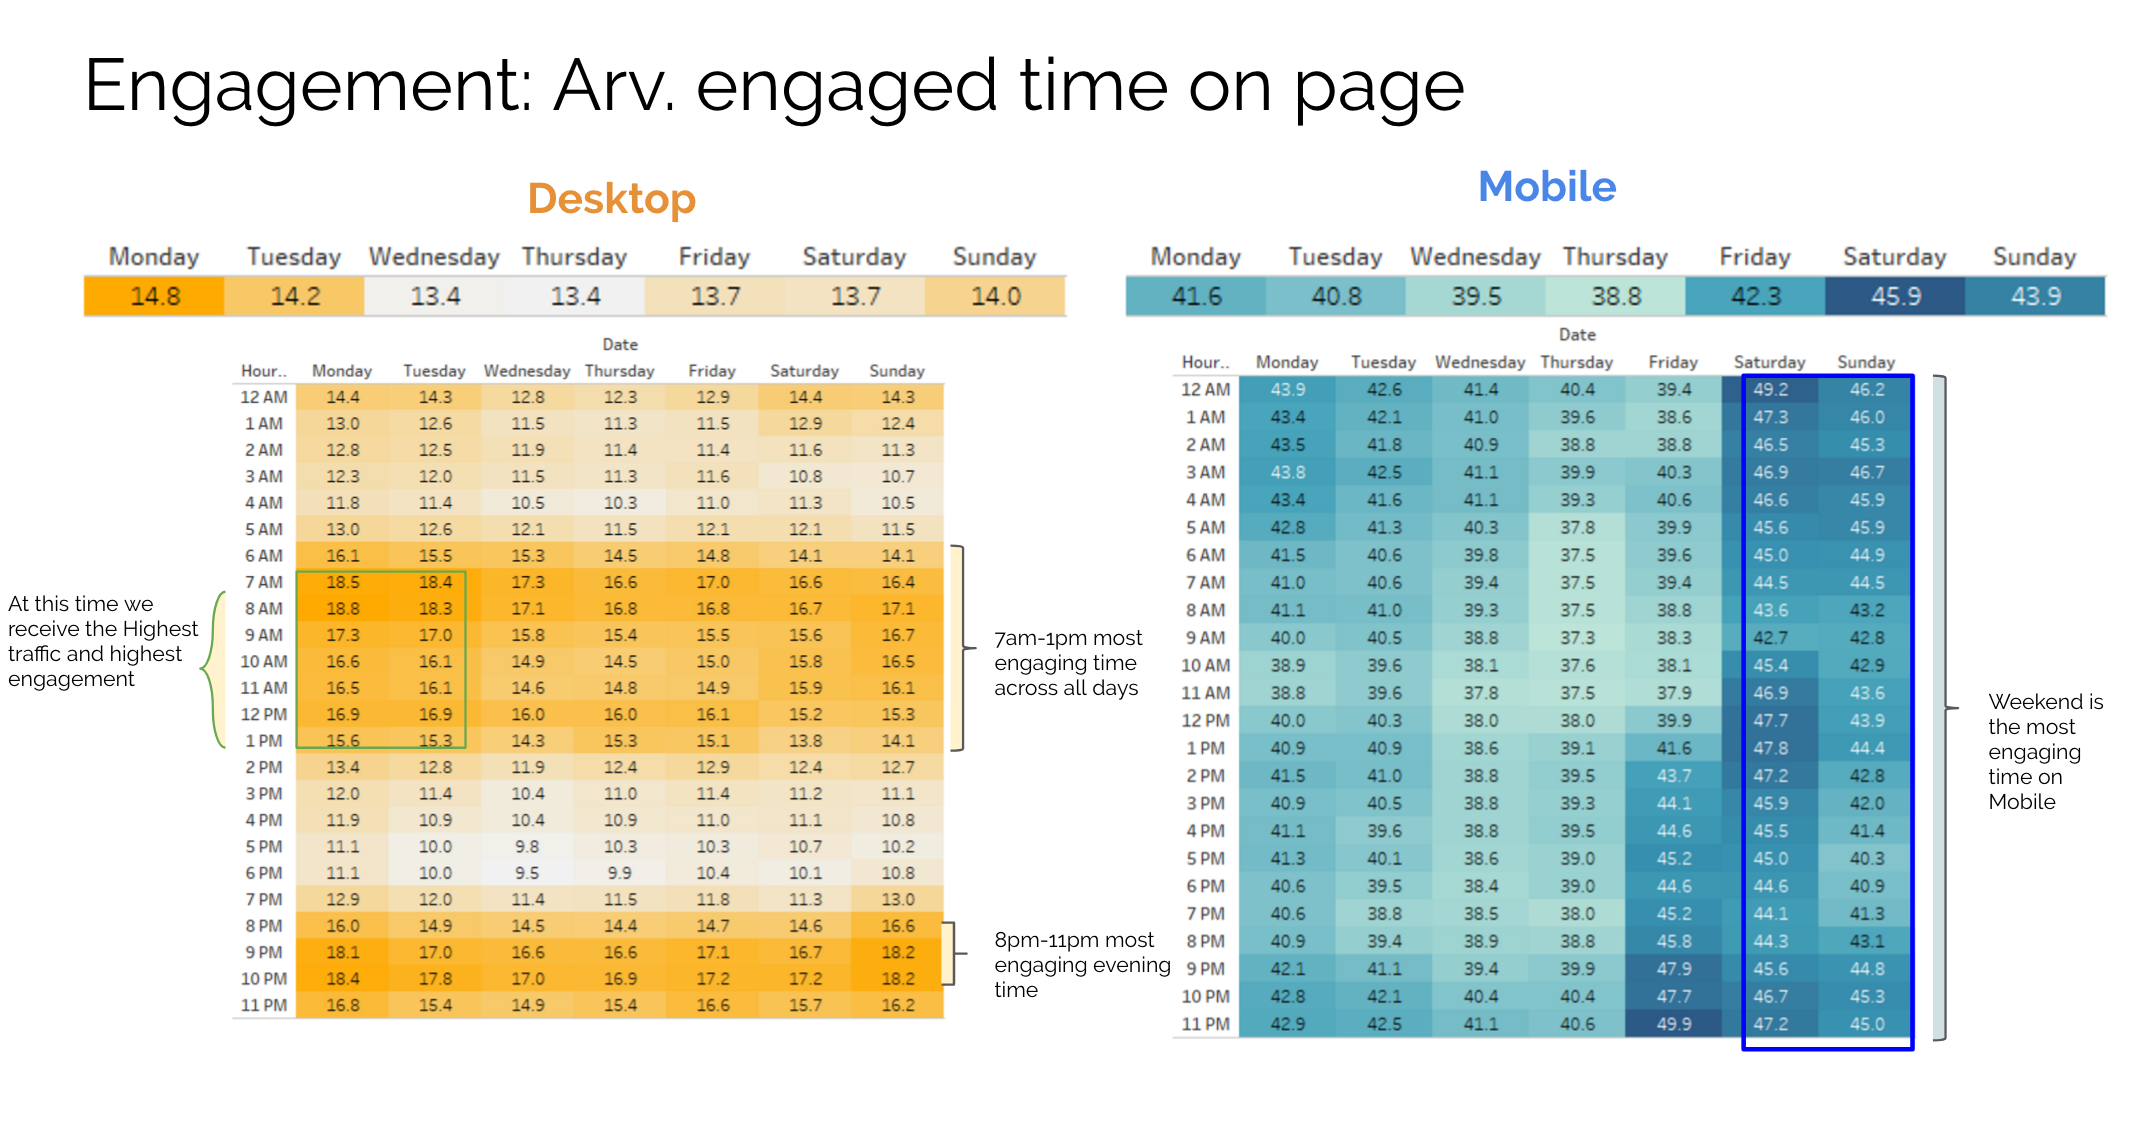 Engagement: Arv. engaged time on page
Desktop
Monday Tuesday Wednesday Thursday Friday Saturday Sunday
14.8 14.2 13.4 13.4 13.7 13.7 14.0
Date
Hour.. Monday Tuesday Wednesday Thursday Friday Saturday Sunday
12 AM 14.4 14.3 12.8 12.3 12.9 14.4 14.3
1 AM 13.0 12.6 11.5 11.3 11.5 12.9 12.4
2 AM 12.8 12.5 11.9 11.4 11.4 11.6 11.3
3 AM 12.3 12.0 11.5 11.3 11.6 10.8 10.7
4 AM 11.8 11.4 10.5 10.3 11.0 11.3 10.5
5 AM 13.0 12.6 12.1 11.5 12.1 12.1 11.5
6 AM 16.1 15.5 15.3 14.5 14.8 14.1 14.1
7 AM 18.5 18.4 17.3 16.6 17.0 16.6 16.4
8 AM 18.8 18.3 17.1 16.8 16.8 16.7 17.1
9 AM 17.3 17.0 15.8 15.4 15.5 15.6 16.7
10 AM 16.6 16.1 14.9 14.5 15.0 15.8 16.5
11 AM 16.5 16.1 14.6 14.8 14.9 15.9 16.1
12 PM 16.9 16.9 16.0 16.0 16.1 15.2 15.3
1 PM 15.6 15.3 14.3 15.3 15.1 13.8 14.1
2 PM 13.4 12.8 11.9 12.4 12.9 12.4 12.7
3 PM 12.0 11.4 10.4 11.0 11.4 11.2 11.1
4 PM 11.9 10.9 10.4 10.9 11.0 11.1 10.8
5 PM 11.1 10.0 9.8 10.3 10.3 10.7 10.2
6 PM 11.1 10.0 9.5 9.9 10.4 10.1 10.8
7 PM 12.9 12.0 11.4 11.5 11.8 11.3 13.0
8 PM 16.0 14.9 14.5 14.4 14.7 14.6 16.6
9 PM 18.1 17.0 16.6 16.6 17.1 16.7 18.2
10 PM 18.4 17.8 17.0 16.9 17.2 17.2 18.2
11 PM 16.8 15.4 14.9 15.4 16.6 15.7 16.2
At this time we
receive the Highest
traffic and highest
engagement
7am-1pm most
engaging time
across all days
8pm-11pm most
engaging evening
time
Mobile
Monday Tuesday Wednesday Thursday Friday Saturday Sunday
41.6 40.8 39.5 38.8 42.3 45.9 43.9
Date
Hour.. Monday Tuesday Wednesday Thursday Friday Saturday Sunday
12 AM 43.9 42.6 41.4 40.4 39.4 49.2 46.2
1 AM 43.4 42.1 41.0 39.6 38.6 47.3 46.0
2 AM 43.5 41.8 40.9 38.8 38.8 46.5 45.3
3 AM 43.8 42.5 41.1 39.9 40.3 46.9 46.7
4 AM 43.4 41.6 41.1 39.3 40.6 46.6 45.9
5 AM 42.8 41.3 40.3 37.8 39.9 45.6 45.9
6 AM 41.5 40.6 39.8 37.5 39.6 45.0 44.9
7 AM 41.0 40.6 39.4 37.5 39.4 44.5 44.5
8 AM 41.1 41.0 39.3 37.5 38.8 43.6 43.2
9 AM 40.0 40.5 38.8 37.3 38.3 42.7 42.8
10 AM 38.9 39.6 38.1 37.6 38.1 45.4 42.9
11 AM 38.8 39.6 37.8 37.5 37.9 46.9 43.6
12 PM 40.0 40.3 38.0 38.0 39.9 47.7 43.9
1 PM 40.9 40.9 38.6 39.1 41.6 47.8 44.4
2 PM 41.5 41.0 38.8 39.5 43.7 47.2 42.8
3 PM 40.9 40.5 38.8 39.3 44.1 45.9 42.0
4 PM 41.1 39.6 38.8 39.5 44.6 45.5 41.4
5 PM 41.3 40.1 38.6 39.0 45.2 45.0 40.3
6 PM 40.6 39.5 38.4 39.0 44.6 44.6 40.9
7 PM 40.6 38.8 38.5 38.0 45.2 44.1 41.3
8 PM 40.9 39.4 38.9 38.8 45.8 44.3 43.1
9 PM 42.1 41.1 39.4 39.9 47.9 45.6 44.8
10 PM 42.8 42.1 40.4 40.4 47.7 46.7 45.3
11 PM 42.9 42.5 41.1 40.6 49.9 47.2 45.0
Weekend is
the most
engaging
time on
Mobile